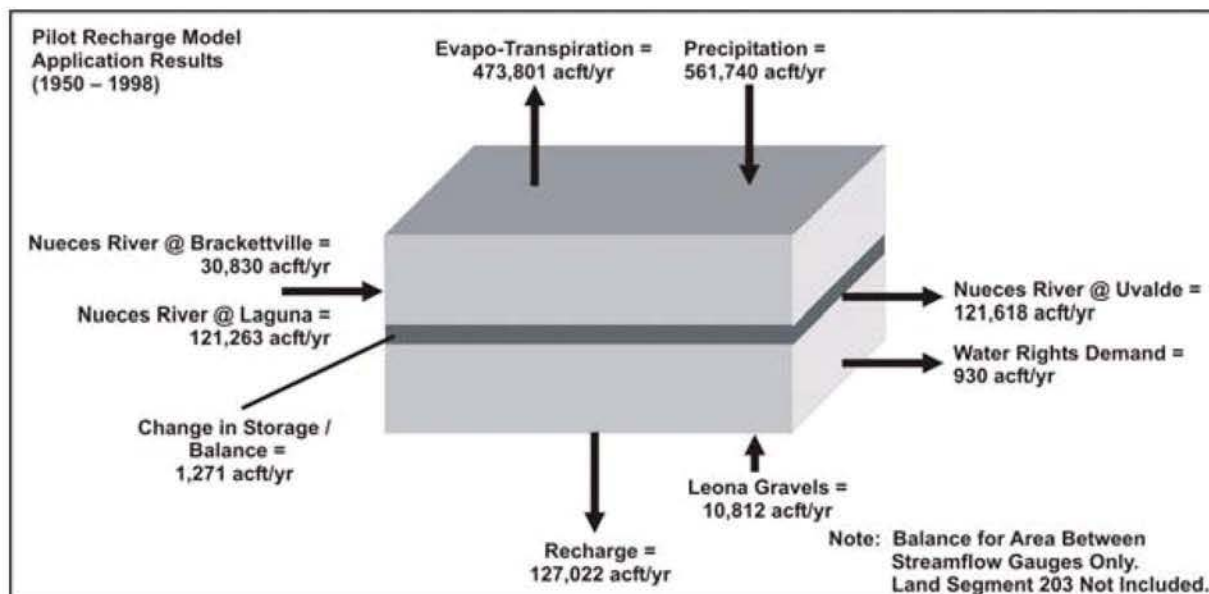 Pilot Recharge Model
Application Results
(1950 – 1998)
Evapo-Transpiration =
473,801 acft/yr
Precipitation =
561,740 acft/yr
Nueces River @ Brackettville =
30,830 acft/yr
Nueces River @ Laguna =
121,263 acft/yr
Nueces River @ Uvalde =
121,618 acft/yr
Water Rights Demand =
930 acft/yr
Change in Storage /
Balance =
1,271 acft/yr
Leona Gravels =
10,812 acft/yr
Recharge =
127,022 acft/yr
Note: Balance for Area Between
Streamflow Gauges Only.
Land Segment 203 Not Included.